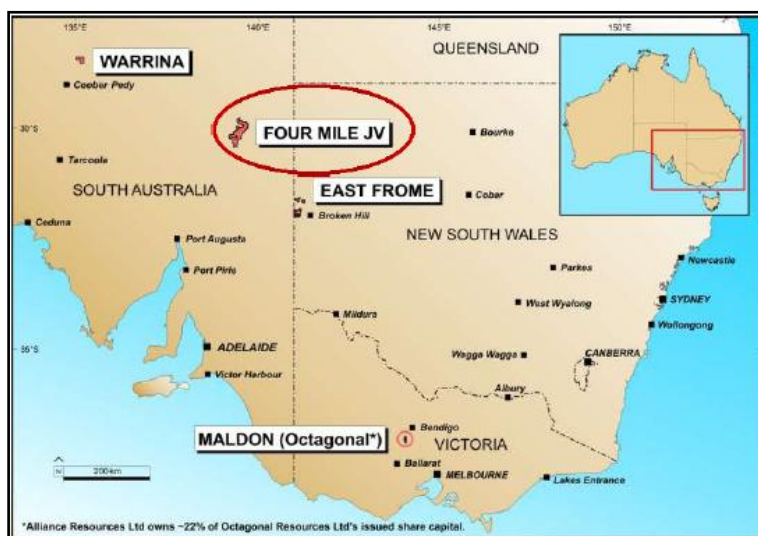 135°E
140°E
145°E
150°E
QUEENSLAND
WARRINA
Coober Pedy
30°S
FOUR MILE JV
Bourke
Tarcoola
SOUTH AUSTRALIA
EAST FROME
Cobar
Broken Hill
Ceduna
NEW SOUTH WALES
Port Augusta
Port Pirie
Parkes
Newcastle
West Wyalong
SYDNEY
Mildura
Wollongong
35°S
ADELAIDE
Wagga Wagga
CANBERRA
Victor Harbour
Albury
Bendigo
MALDON (Octagonal*)
VICTORIA
Ballarat
N
200km
MELBOURNE
Lakes Entrance
*Alliance Resources Ltd owns ~22% of Octagonal Resources Ltd's issued share capital.